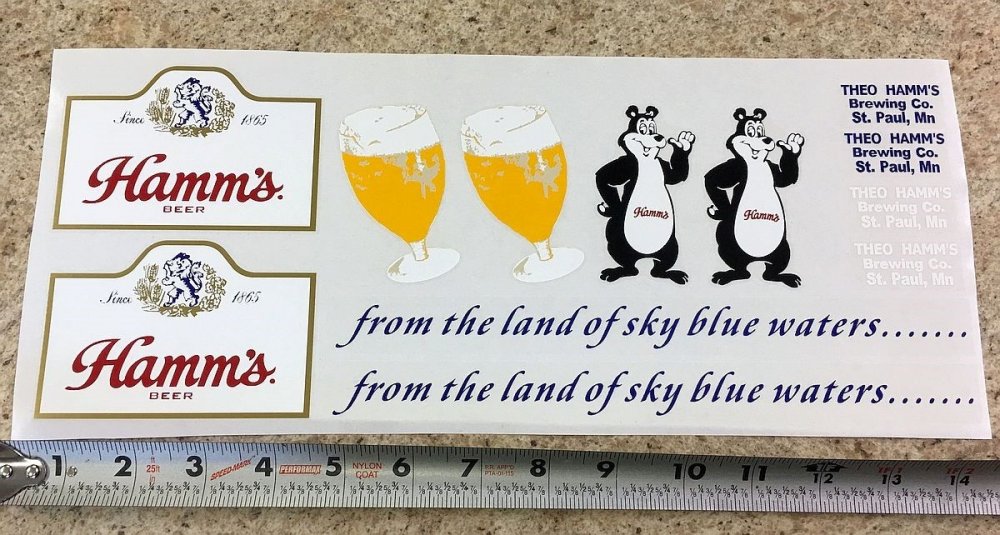 Since 1865
Hamm's.
BEER
Since 1865
Hamm's.
BEER
Hamm's
Hamm's
THEO HAMM'S
Brewing Co.
St. Paul, Mn
THEO HAMM'S
Brewing Co.
St. Paul, Mn
THEO HAMM'S
Brewing Co.
St. Paul, Mn
THEO HAMM'S
Brewing Co.
St. Paul, Mn
from the land of sky blue waters.......
from the land of sky blue waters.......
1 2 3 4 5 6 7 8 9 10 11 12 13 14
25ft SPEED-MARK PERFORMAX NYLON COAT